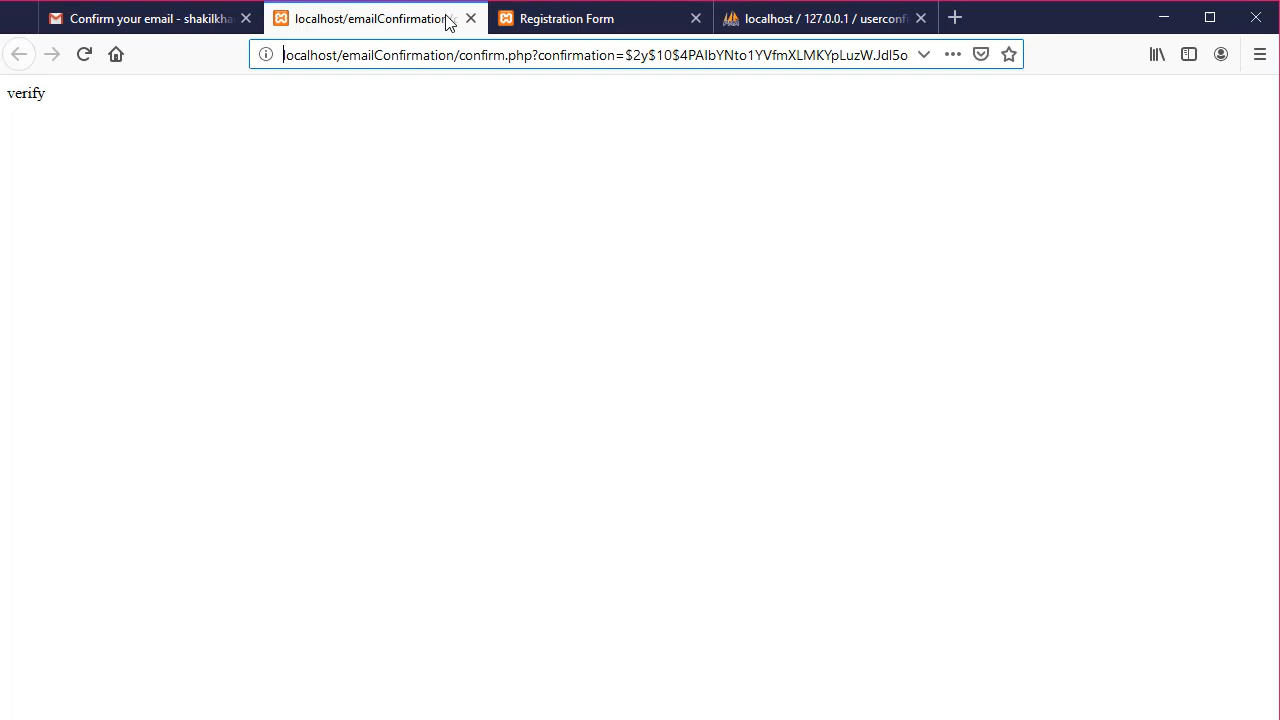 Confirm your email - shakilkha
localhost/emailConfirmation/
Registration Form
localhost / 127.0.0.1 / userconfi
localhost/emailConfirmation/confirm.php?confirmation=$2y$10$4PAIbYNto1YVfmXLMKYpLuzW.Jdl5o
verify